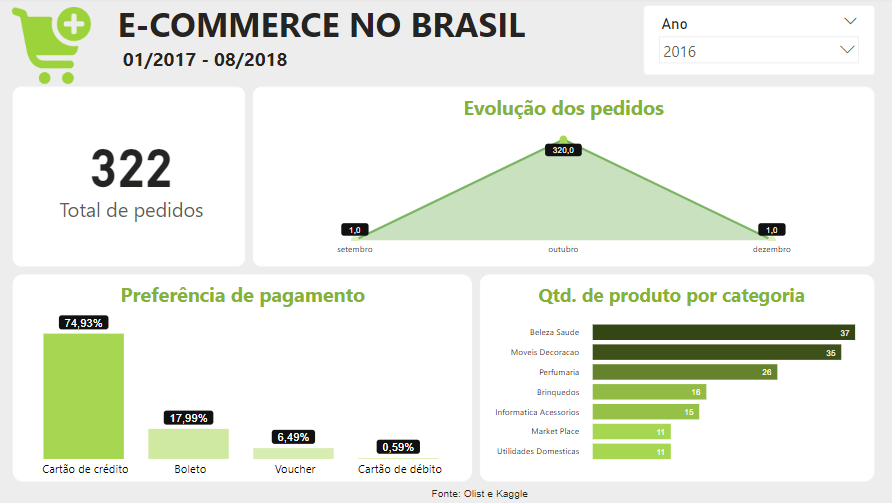 E-COMMERCE NO BRASIL
01/2017 - 08/2018
Ano
2016
322
Total de pedidos
Evolução dos pedidos
320,0
1,0
1,0
setembro
outubro
dezembro
Preferência de pagamento
74,93%
17,99%
6,49%
0,59%
Cartão de crédito
Boleto
Voucher
Cartão de débito
Qtd. de produto por categoria
Beleza Saude 37
Moveis Decoracao 35
Perfumaria 26
Brinquedos 16
Informatica Acessorios 15
Market Place 11
Utilidades Domesticas 11
Fonte: Olist e Kaggle